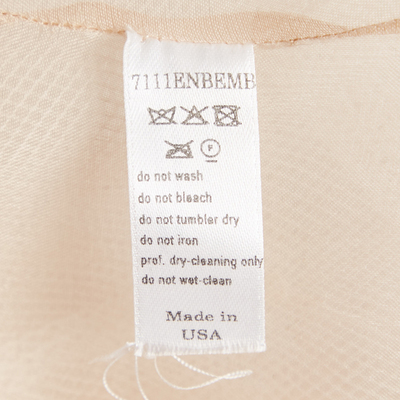 7111ENBEMB
F
do not wash
do not bleach
do not tumbler dry
do not iron
prof. dry-cleaning only
do not wet-clean
Made in
USA